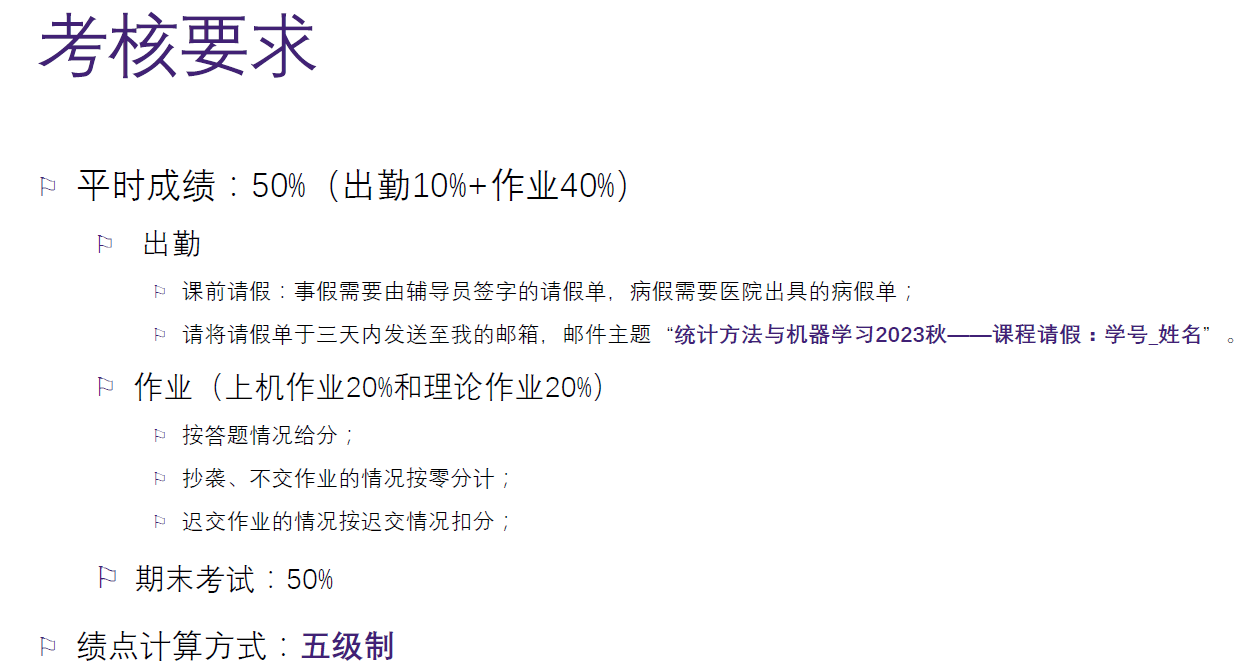 考核要求
平时成绩：50%（出勤10%+作业40%）
出勤
课前请假：事假需要由辅导员签字的请假单，病假需要医院出具的病假单；
请将请假单于三天内发送至我的邮箱，邮件主题“统计方法与机器学习2023秋——课程请假：学号_姓名”。
作业（上机作业20%和理论作业20%）
按答题情况给分；
抄袭、不交作业的情况按零分计；
迟交作业的情况按迟交情况扣分；
期末考试：50%
绩点计算方式：五级制